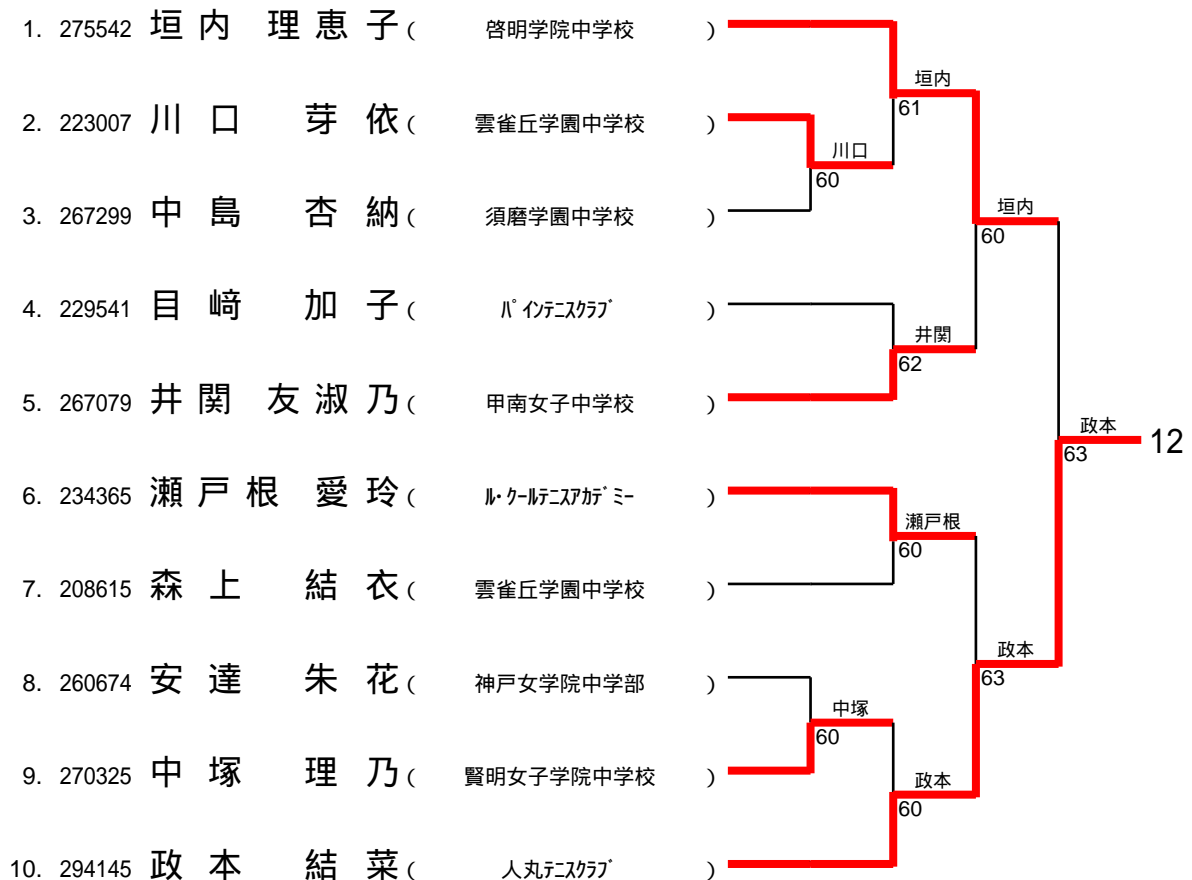 1. 275542 垣内 理恵子 ( 啓明学院中学校 )
垣内
61
2. 223007 川口 芽依 ( 雲雀丘学園中学校 )
川口
60
3. 267299 中島 杏納 ( 須磨学園中学校 )
垣内
60
4. 229541 目﨑 加子 ( ﾊﾟｲﾝﾃﾆｽｸﾗﾌﾞ )
井関
62
5. 267079 井関 友淑乃 ( 甲南女子中学校 )
政本
63
12
6. 234365 瀬戸根 愛玲 ( ﾙ･ｸｰﾙﾃﾆｽｱｶﾃﾞﾐｰ )
瀬戸根
60
7. 208615 森上 結衣 ( 雲雀丘学園中学校 )
政本
63
8. 260674 安達 朱花 ( 神戸女学院中学部 )
中塚
60
9. 270325 中塚 理乃 ( 賢明女子学院中学校 )
政本
60
10. 294145 政本 結菜 ( 人丸ﾃﾆｽｸﾗﾌﾞ )